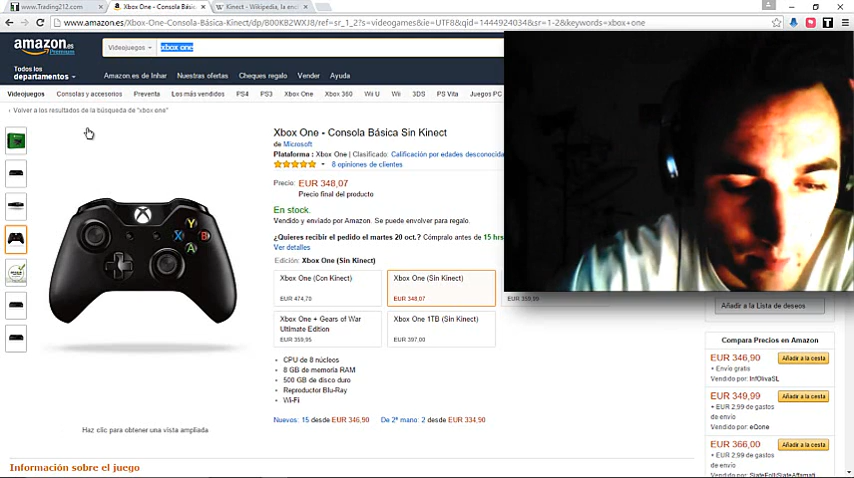 www.Trading212.com
Xbox One - Consola Básica
Kinect - Wikipedia, la enc
www.amazon.es/Xbox-One-Consola-Básica-Kinect/dp/B00KB2WXJ8/ref=sr_1_2?s=videogames&ie=UTF8&qid=1444924034&sr=1-2&keywords=xbox+one
amazon.es
Premium
Videojuegos
xbox one
Todos los
departamentos
Amazon.es de Inhar Nuestras ofertas Cheques regalo Vender Ayuda
Videojuegos Consolas y accesorios Preventa Los más vendidos PS4 PS3 Xbox One Xbox 360 Wii U Wii 3DS PS Vita Juegos PC
‹ Volver a los resultados de la búsqueda de "xbox one"
Xbox One - Consola Básica Sin Kinect
de Microsoft
Plataforma : Xbox One | Clasificado: Calificación por edades desconocida
8 opiniones de clientes
Precio: EUR 348,07
Precio final del producto
En stock.
Vendido y enviado por Amazon. Se puede envolver para regalo.
¿Quieres recibir el pedido el martes 20 oct.? Cómpralo antes de 15 hrs
Ver detalles
Edición: Xbox One (Sin Kinect)
Xbox One (Con Kinect)
EUR 474,70
Xbox One (Sin Kinect)
EUR 348,07
EUR 359,99
Xbox One + Gears of War
Ultimate Edition
EUR 359,95
Xbox One 1TB (Sin Kinect)
EUR 397,00
CPU de 8 núcleos
8 GB de memoria RAM
500 GB de disco duro
Reproductor Blu-Ray
Wi-Fi
Nuevos: 15 desde EUR 346,90 De 2ª mano: 2 desde EUR 334,90
Haz clic para obtener una vista ampliada
Información sobre el juego
Añadir a la Lista de deseos
Compara Precios en Amazon
EUR 346,90 Añadir a la cesta
+ Envío gratis
Vendido por: InfOlivaSL
EUR 349,99 Añadir a la cesta
+ EUR 2,99 de gastos
de envío
Vendido por: eQone
EUR 366,00 Añadir a la cesta
+ EUR 2,99 de gastos
de envío
Y
X
B
A